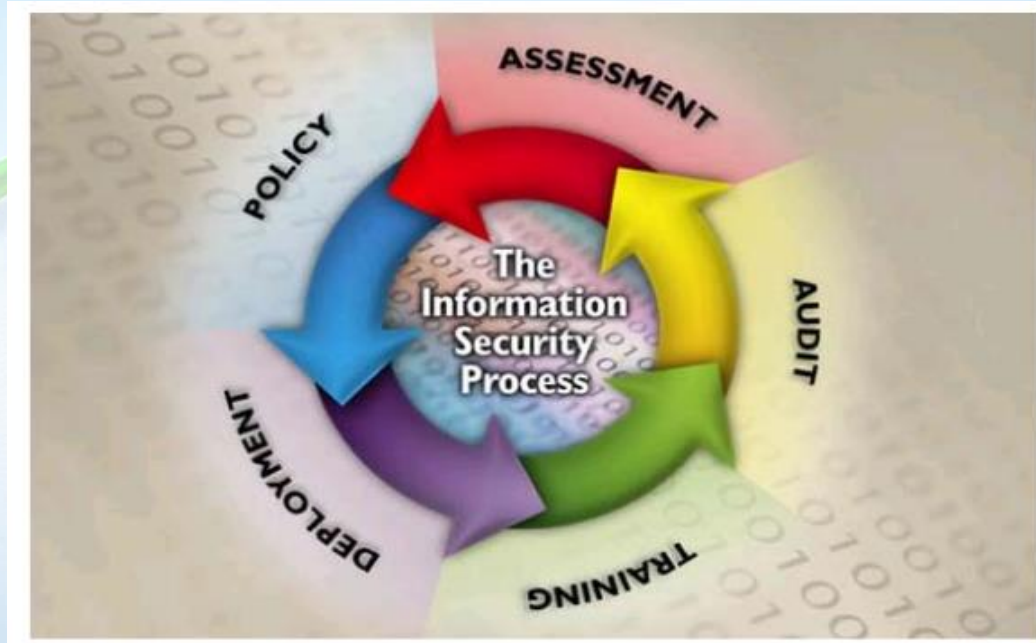 ASSESSMENT
POLICY
AUDIT
The
Information
Security
Process
DEPLOYMENT
TRAINING